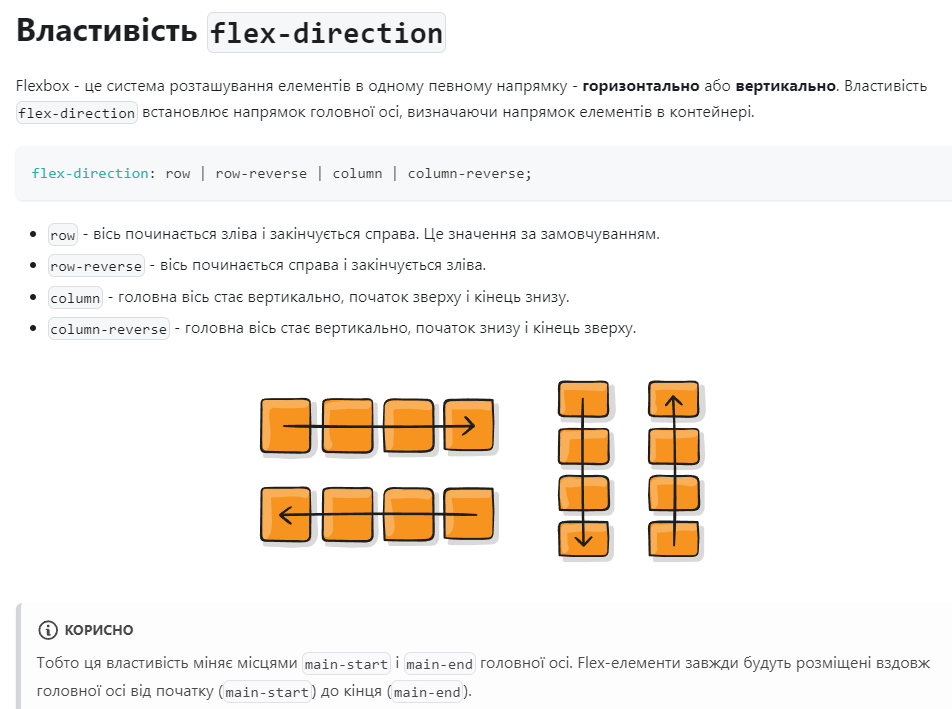 Властивість flex-direction
Flexbox - це система розташування елементів в одному певному напрямку - горизонтально або вертикально. Властивість
flex-direction встановлює напрямок головної осі, визначаючи напрямок елементів в контейнері.
flex-direction: row | row-reverse | column | column-reverse;
row - вісь починається зліва і закінчується справа. Це значення за замовчуванням.
row-reverse - вісь починається справа і закінчується зліва.
column - головна вісь стає вертикально, початок зверху і кінець знизу.
column-reverse - головна вісь стає вертикально, початок знизу і кінець зверху.
КОРИСНО
Тобто ця властивість міняє місцями main-start і main-end головної осі. Flex-елементи завжди будуть розміщені вздовж
головної осі від початку (main-start) до кінця (main-end).